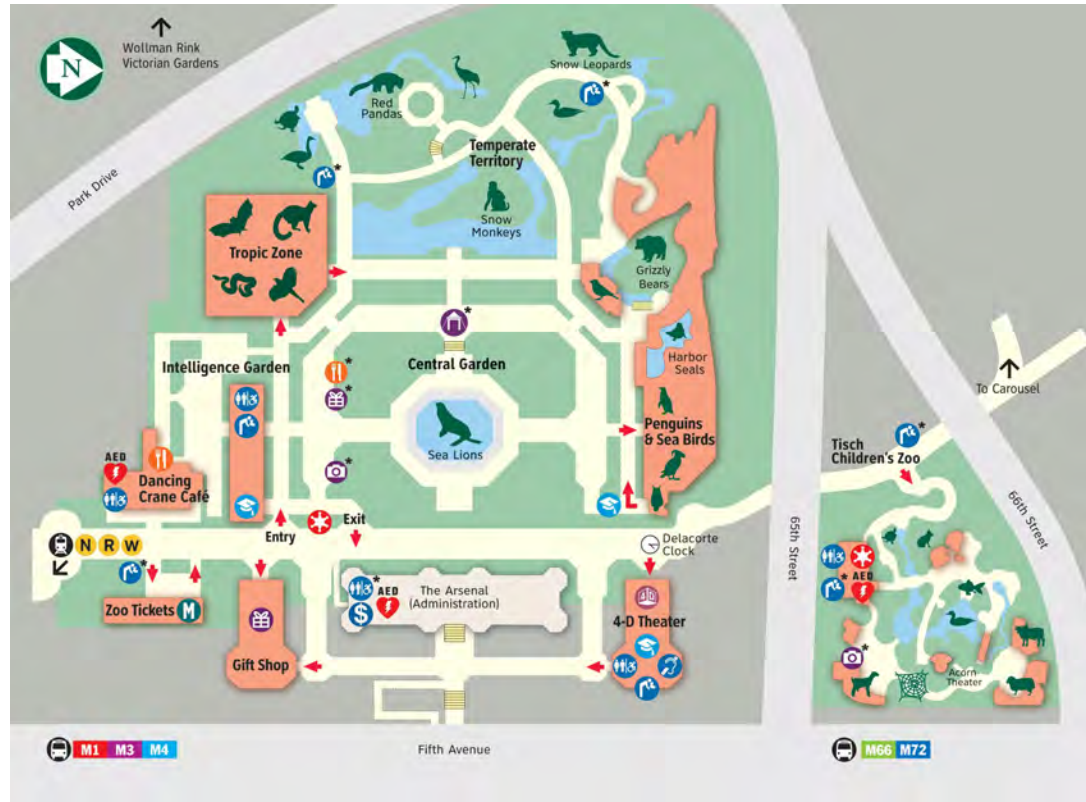 Wollman Rink
Victorian Gardens
N
Park Drive
Snow Leopards
Red
Pandas
Temperate
Territory
Snow
Monkeys
Tropic Zone
Grizzly
Bears
Intelligence Garden
Central Garden
Harbor
Seals
To Carousel
Penguins
& Sea Birds
Sea Lions
Tisch
Children's Zoo
AED
Dancing
Crane Café
65th Street
66th Street
Entry
Exit
Delacorte
Clock
N R W
Zoo Tickets M
AED
$
The Arsenal
(Administration)
4-D Theater
Gift Shop
AED
Acorn
Theater
Fifth Avenue
M1 M3 M4
M66 M72